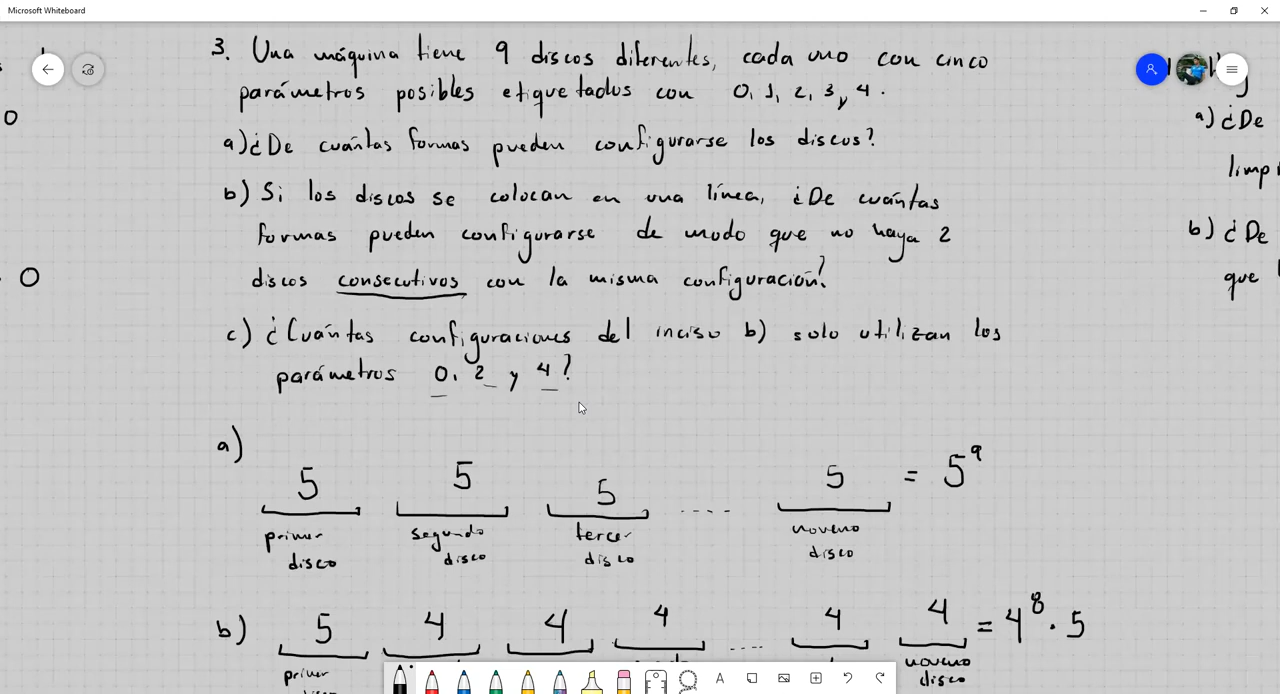 Microsoft Whiteboard
3. Una máquina tiene 9 discos diferentes, cada uno con cinco
parámetros posibles etiquetados con 0, 1, 2, 3 y 4.
a) ¿De cuántas formas pueden configurarse los discos?
b) Si los discos se colocan en una línea, ¿De cuántas
formas pueden configurarse de modo que no haya 2
discos consecutivos con la misma configuración?
c) ¿Cuántas configuraciones del inciso b) solo utilizan los
parámetros 0, 2 y 4?
0
0
a) ¿De
limpi
b) ¿De
que
a)
5 5 5 .... 5 = 5^9
primer disco segundo disco tercer disco noveno disco
b) 5 4 4 4 .... 4 4 = 4^8 · 5
primer noveno disco